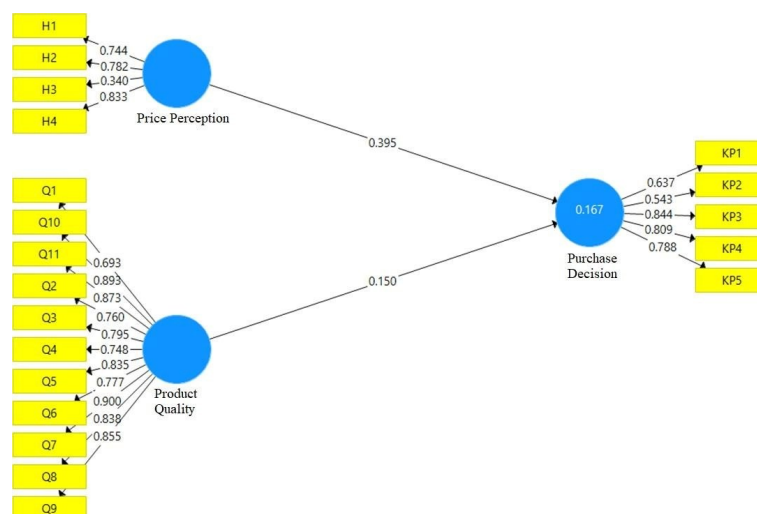 H1
H2
H3
H4
0.744
0.782
0.340
0.833
Price Perception
0.395
Q1
Q10
Q11
Q2
Q3
Q4
Q5
Q6
Q7
Q8
Q9
0.693
0.893
0.873
0.760
0.795
0.748
0.835
0.777
0.900
0.838
0.855
Product
Quality
0.150
0.167
Purchase
Decision
0.637
0.543
0.844
0.809
0.788
KP1
KP2
KP3
KP4
KP5